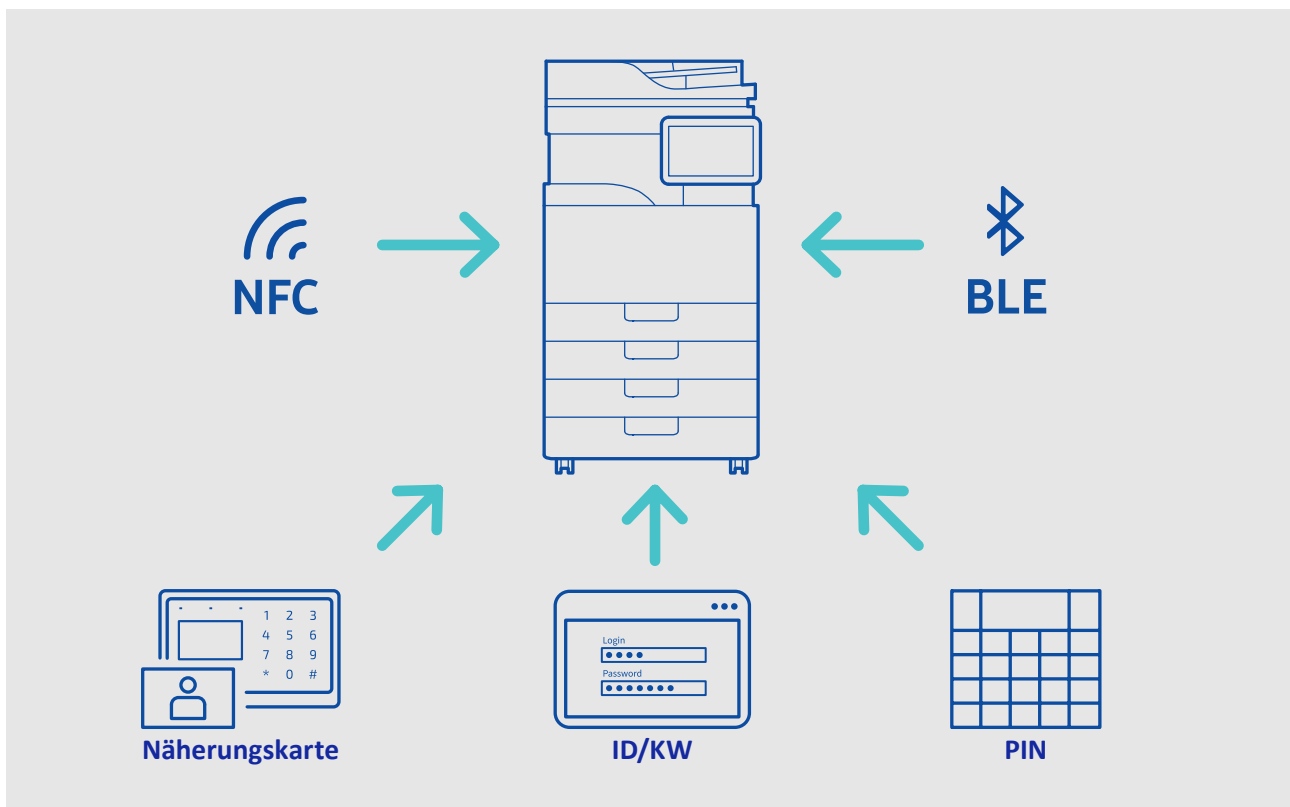 NFC
BLE
1 2 3
4 5 6
7 8 9
* 0 #
Login
Password
Näherungskarte
ID/KW
PIN